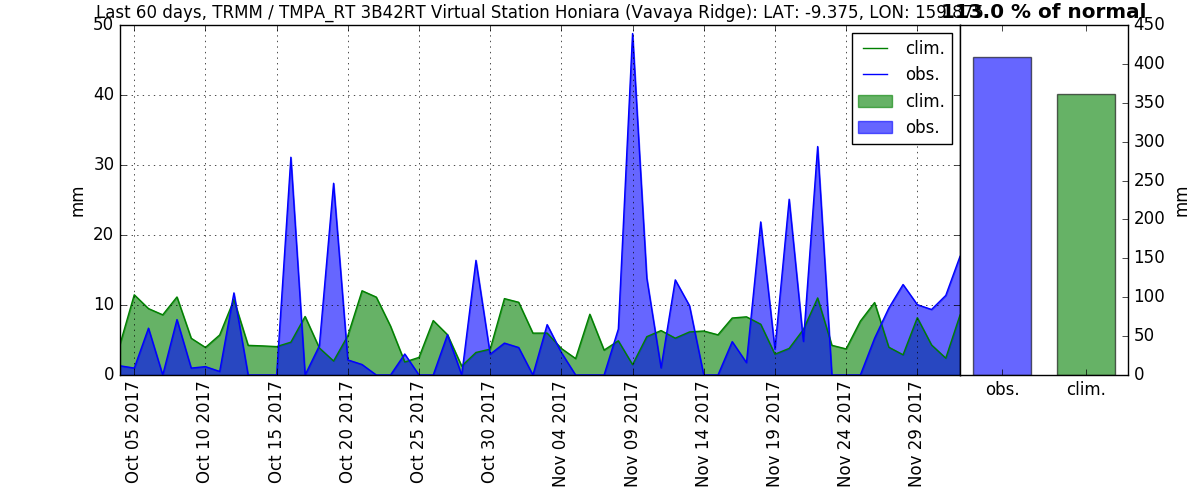 Last 60 days, TRMM / TMPA_RT 3B42RT Virtual Station Honiara (Vavaya Ridge): LAT: -9.375, LON:
113.0 % of normal
50
40
30
20
10
0
mm
clim.
obs.
clim.
obs.
450
400
350
300
250
200
150
100
50
0
mm
obs.
clim.
Oct 05 2017
Oct 10 2017
Oct 15 2017
Oct 20 2017
Oct 25 2017
Oct 30 2017
Nov 04 2017
Nov 09 2017
Nov 14 2017
Nov 19 2017
Nov 24 2017
Nov 29 2017